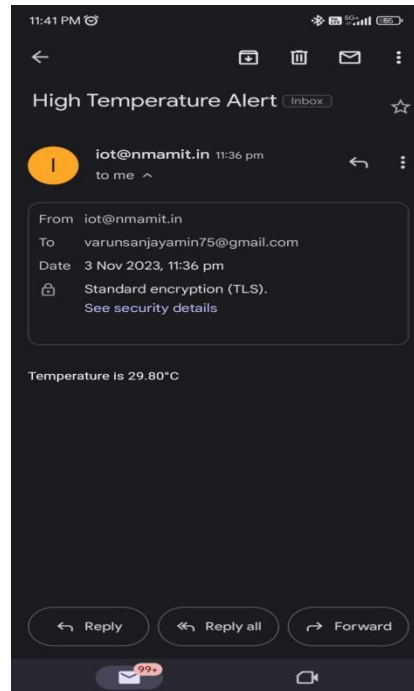 11:41 PM
5G 55
High Temperature Alert Inbox
I
iot@nmamit.in 11:36 pm
to me
From iot@nmamit.in
To varunsanjayamin75@gmail.com
Date 3 Nov 2023, 11:36 pm
Standard encryption (TLS).
See security details
Temperature is 29.80°C
Reply Reply all Forward
99+